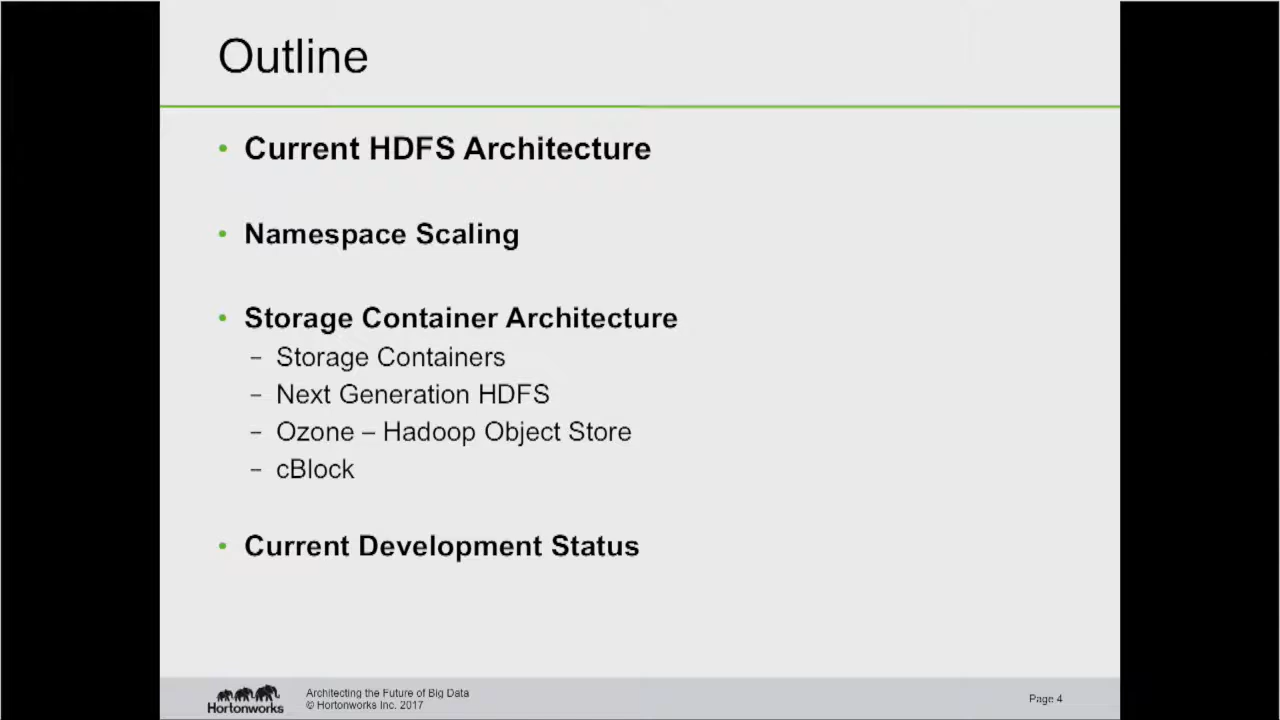 Outline
• Current HDFS Architecture
• Namespace Scaling
• Storage Container Architecture
– Storage Containers
– Next Generation HDFS
– Ozone – Hadoop Object Store
– cBlock
• Current Development Status
Hortonworks
Architecting the Future of Big Data
© Hortonworks Inc. 2017
Page 4